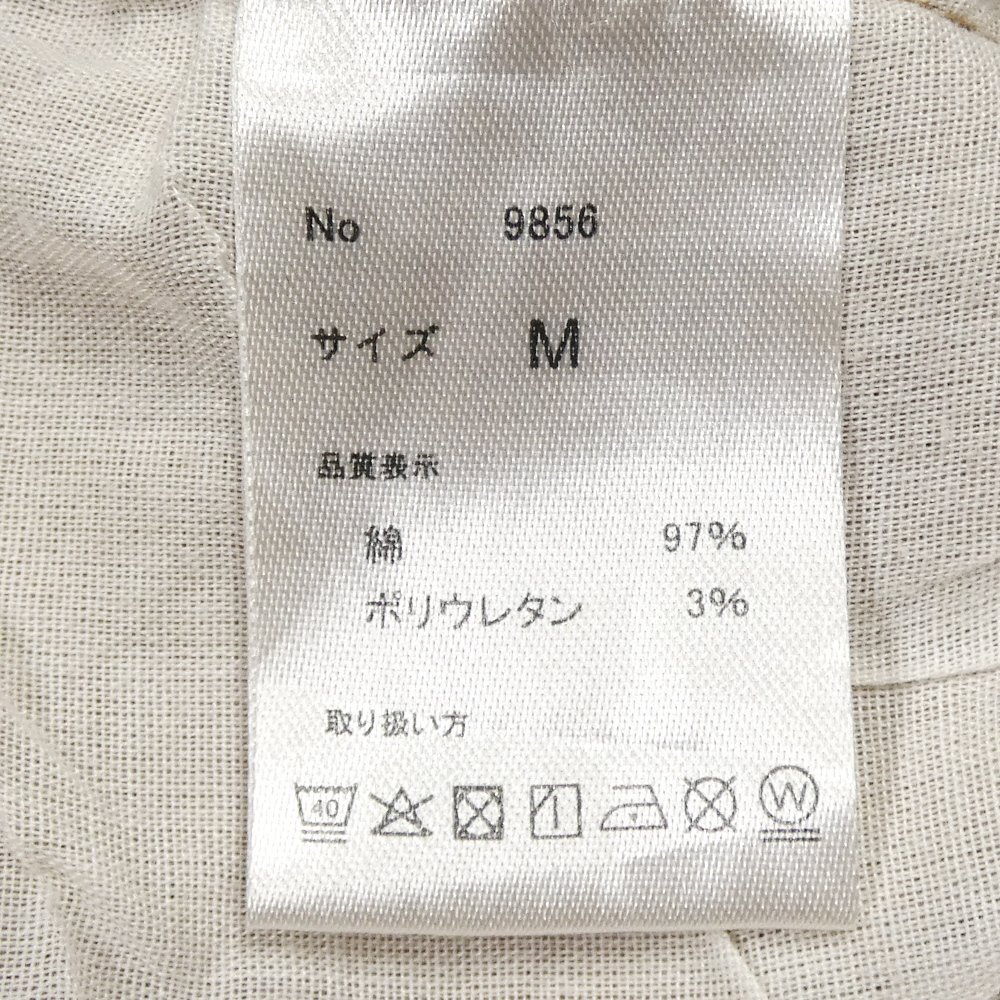 No 9856
サイズ M
品質表示
綿 97%
ポリウレタン 3%
取り扱い方
40 W